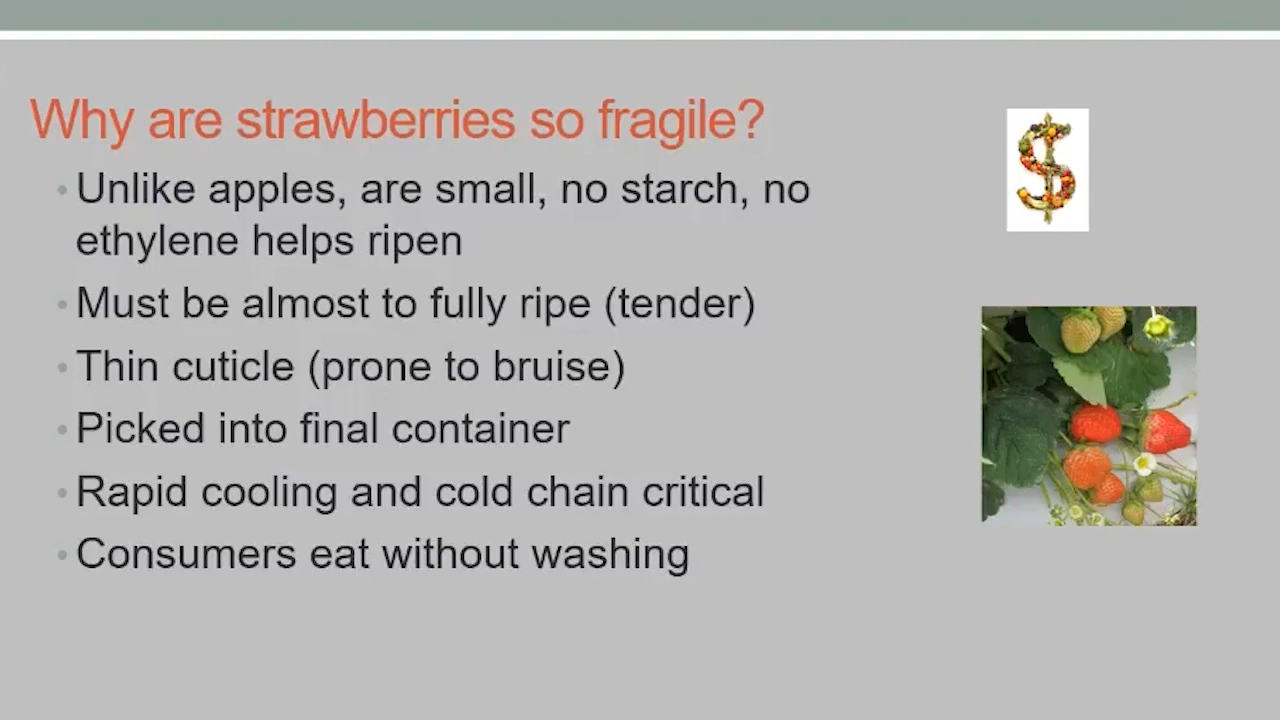 Why are strawberries so fragile?
• Unlike apples, are small, no starch, no
ethylene helps ripen
• Must be almost to fully ripe (tender)
• Thin cuticle (prone to bruise)
• Picked into final container
• Rapid cooling and cold chain critical
• Consumers eat without washing